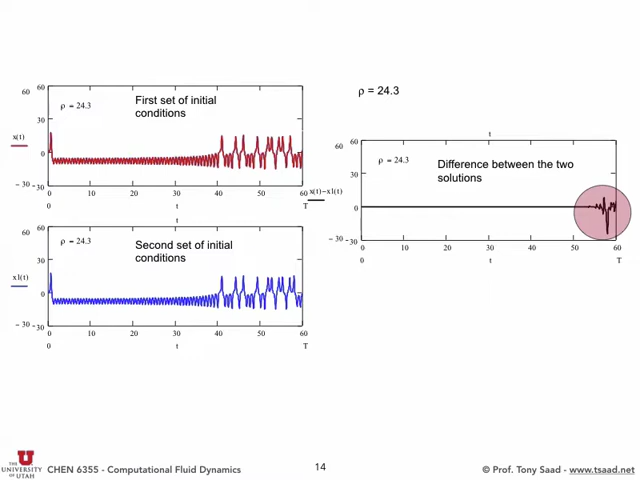 ρ = 24.3
60 60
ρ = 24.3
First set of initial
conditions
30
x(t)
0
− 30 −30
0 10 20 30 40 50 60
0 t T
t
60 60
ρ = 24.3
Second set of initial
conditions
30
x1(t)
0
− 30 −30
0 10 20 30 40 50 60
0 t T
t
60 60
ρ = 24.3
Difference between the two
solutions
30
x(t)−x1(t)
0
− 30 −30
0 10 20 30 40 50 60
0 t T
THE
UNIVERSITY
OF UTAH
CHEN 6355 - Computational Fluid Dynamics
14
© Prof. Tony Saad - www.tsaad.net